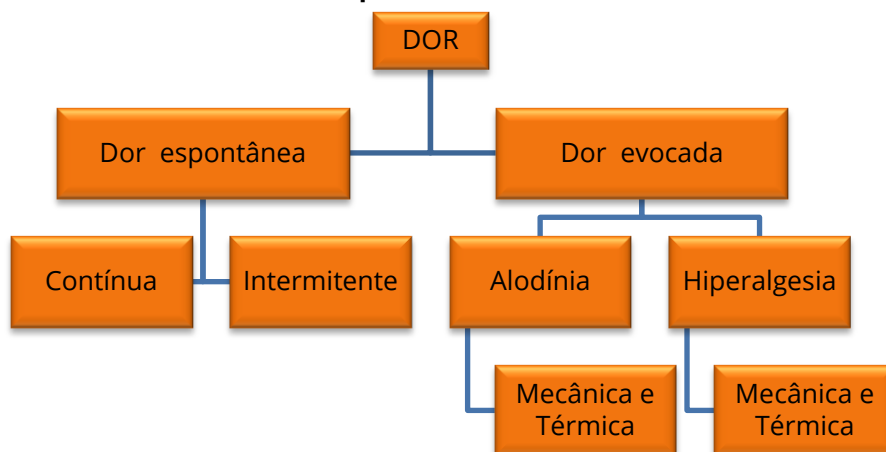 DOR
Dor espontânea
Dor evocada
Contínua
Intermitente
Alodínia
Hiperalgesia
Mecânica e
Térmica
Mecânica e
Térmica